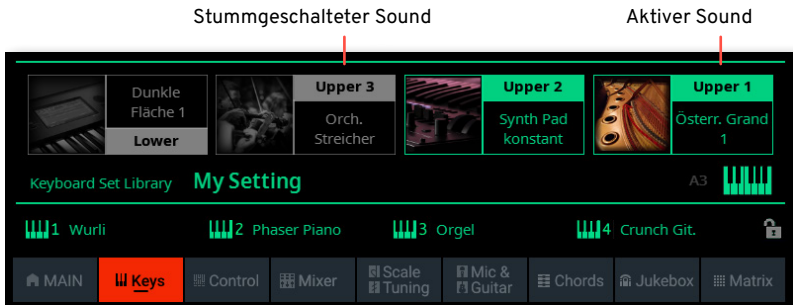 Stummgeschalteter Sound
Aktiver Sound
Dunkle
Fläche 1
Lower
Upper 3
Orch.
Streicher
Upper 2
Synth Pad
konstant
Upper 1
Österr. Grand
1
Keyboard Set Library My Setting A3
1 Wurli 2 Phaser Piano 3 Orgel 4 Crunch Git.
MAIN Keys Control Mixer Scale Tuning Mic & Guitar Chords Jukebox Matrix